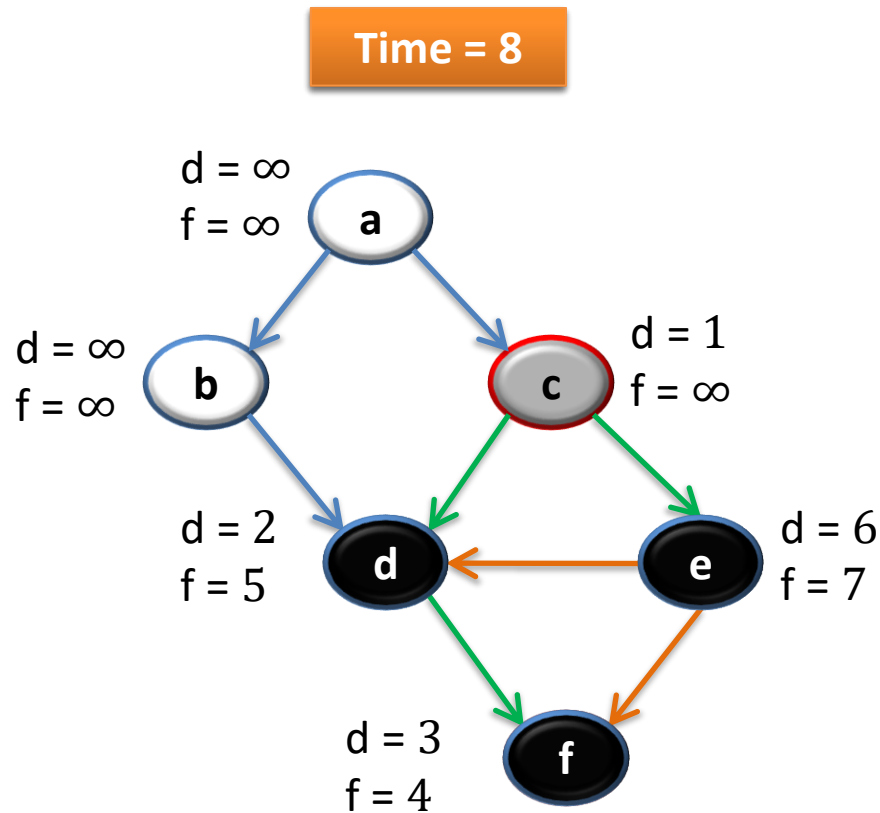 Time = 8
d = ∞
f = ∞
a
d = ∞
f = ∞
b
c
d = 1
f = ∞
d = 2
f = 5
d
e
d = 6
f = 7
d = 3
f = 4
f